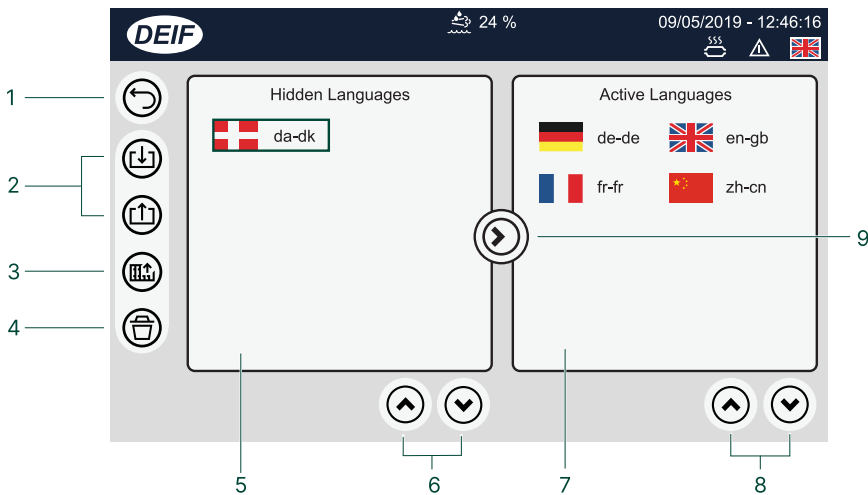 DEIF
24 %
09/05/2019 - 12:46:16
Hidden Languages
Active Languages
da-dk
de-de
en-gb
fr-fr
zh-cn
1
2
3
4
9
5
6
7
8